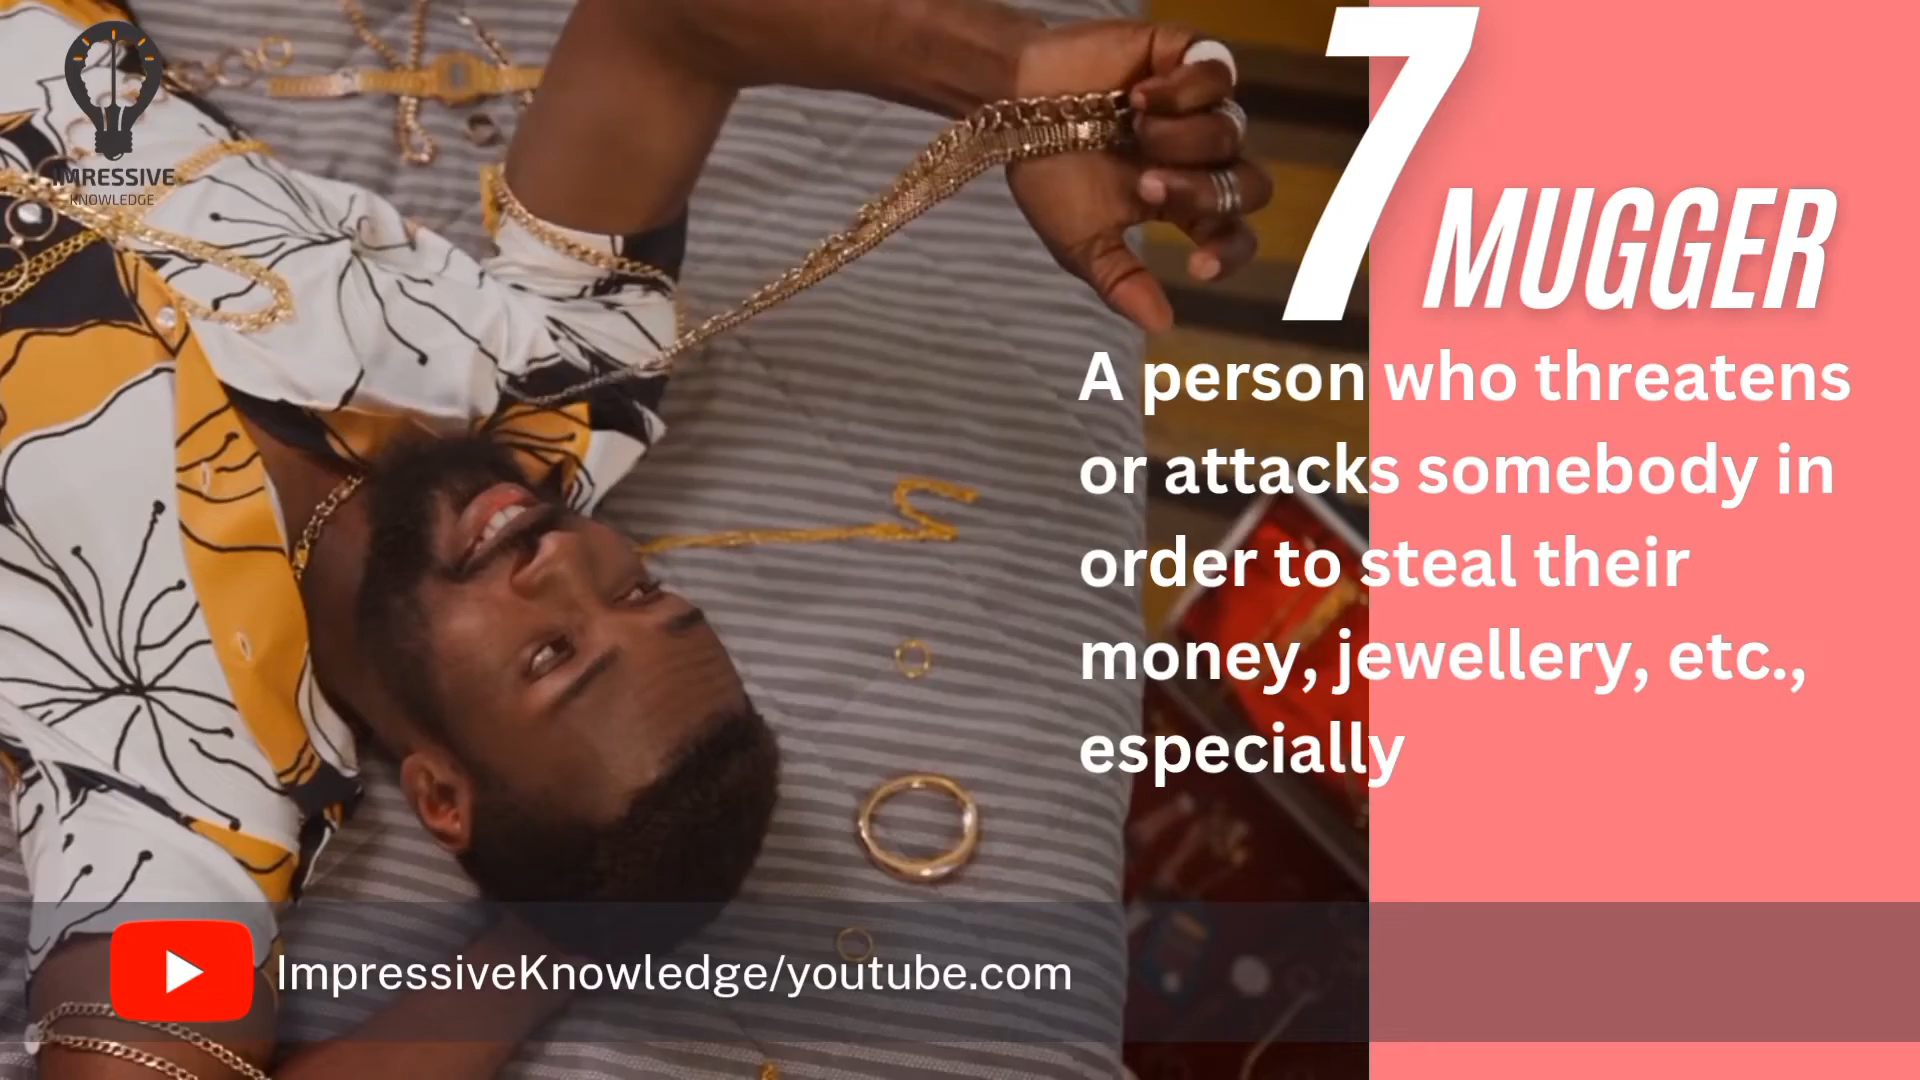 IMRESSIVE
KNOWLEDGE
7 MUGGER
A person who threatens
or attacks somebody in
order to steal their
money, jewellery, etc.,
especially
ImpressiveKnowledge/youtube.com